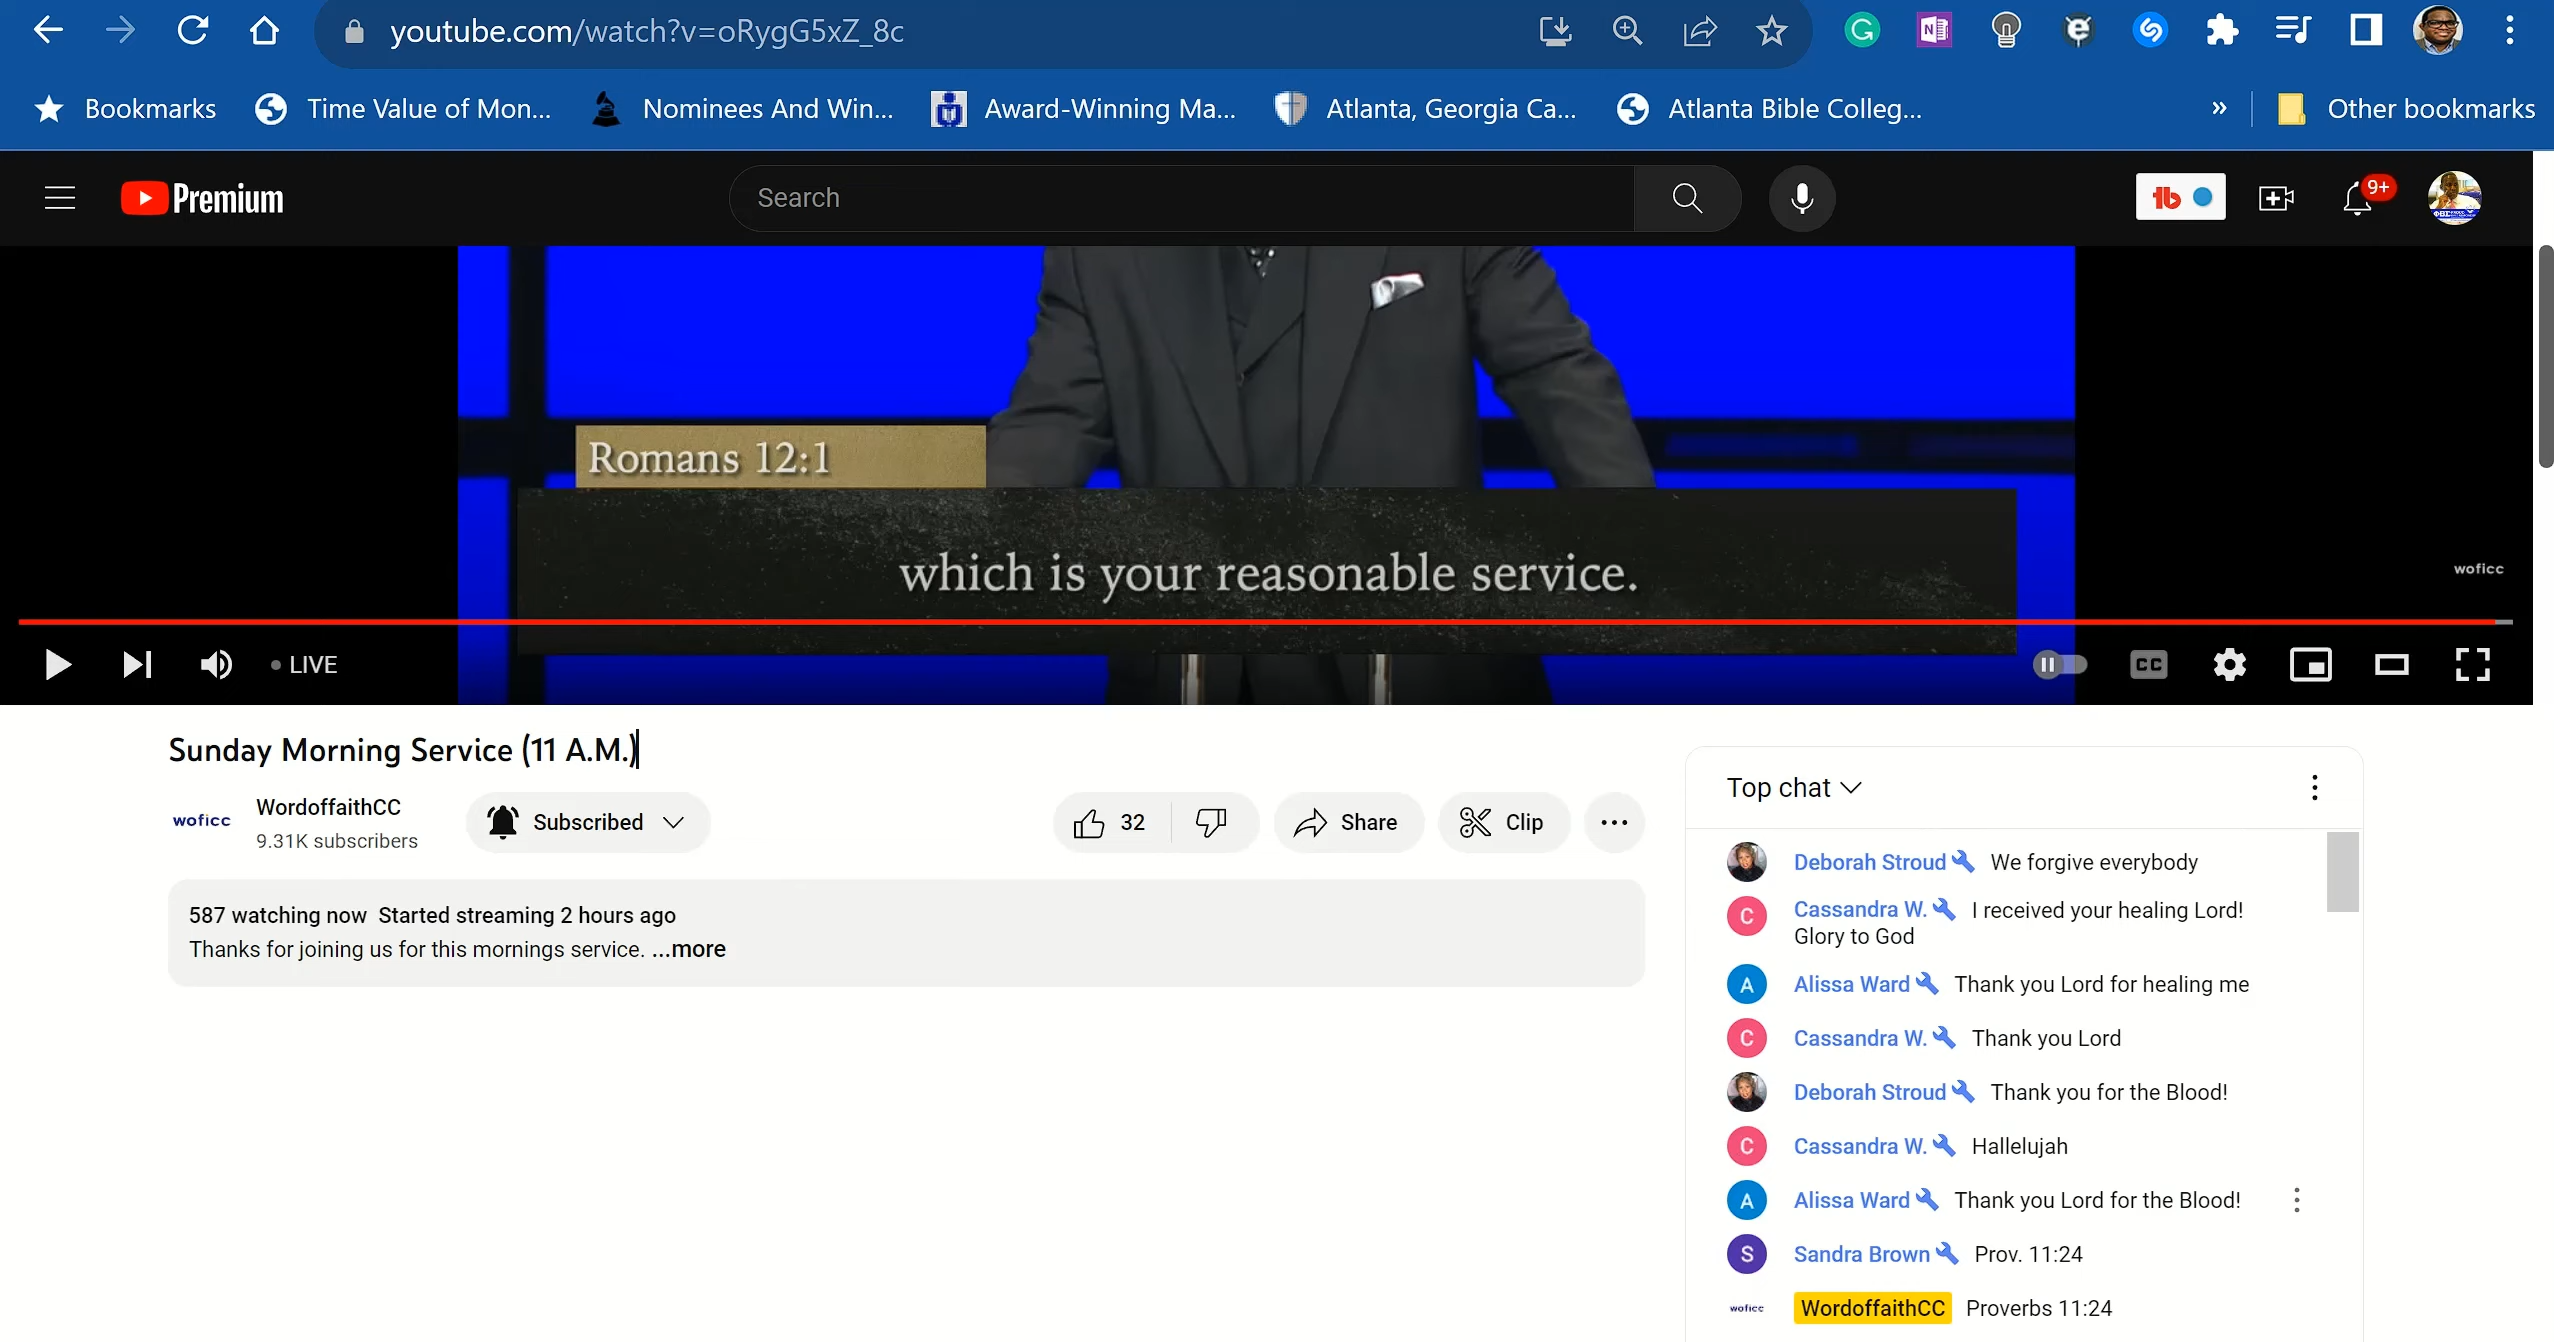 youtube.com/watch?v=oRygG5xZ_8c
Bookmarks
Time Value of Mon...
Nominees And Win...
Award-Winning Ma...
Atlanta, Georgia Ca...
Atlanta Bible Colleg...
»
Other bookmarks
Premium
Search
9+
Romans 12:1
which is your reasonable service.
woficc
LIVE
CC
Sunday Morning Service (11 A.M.)
woficc
WordoffaithCC
9.31K subscribers
Subscribed
32
Share
Clip
587 watching now Started streaming 2 hours ago
Thanks for joining us for this mornings service. ...more
Top chat
Deborah Stroud We forgive everybody
C Cassandra W. I received your healing Lord!
Glory to God
A Alissa Ward Thank you Lord for healing me
C Cassandra W. Thank you Lord
Deborah Stroud Thank you for the Blood!
C Cassandra W. Hallelujah
A Alissa Ward Thank you Lord for the Blood!
S Sandra Brown Prov. 11:24
woficc WordoffaithCC Proverbs 11:24